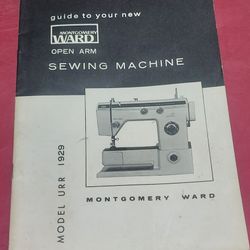 guide to your new
MONTGOMERY
WARD
OPEN ARM
SEWING MACHINE
MODEL URR 1929
MONTGOMERY WARD